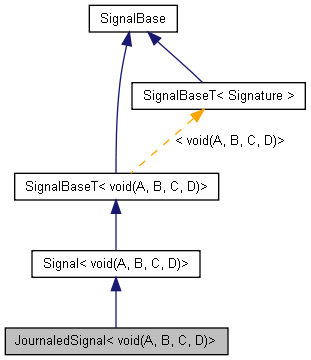 SignalBase
SignalBaseT< Signature >
< void(A, B, C, D)>
SignalBaseT< void(A, B, C, D)>
Signal< void(A, B, C, D)>
JournaledSignal< void(A, B, C, D)>